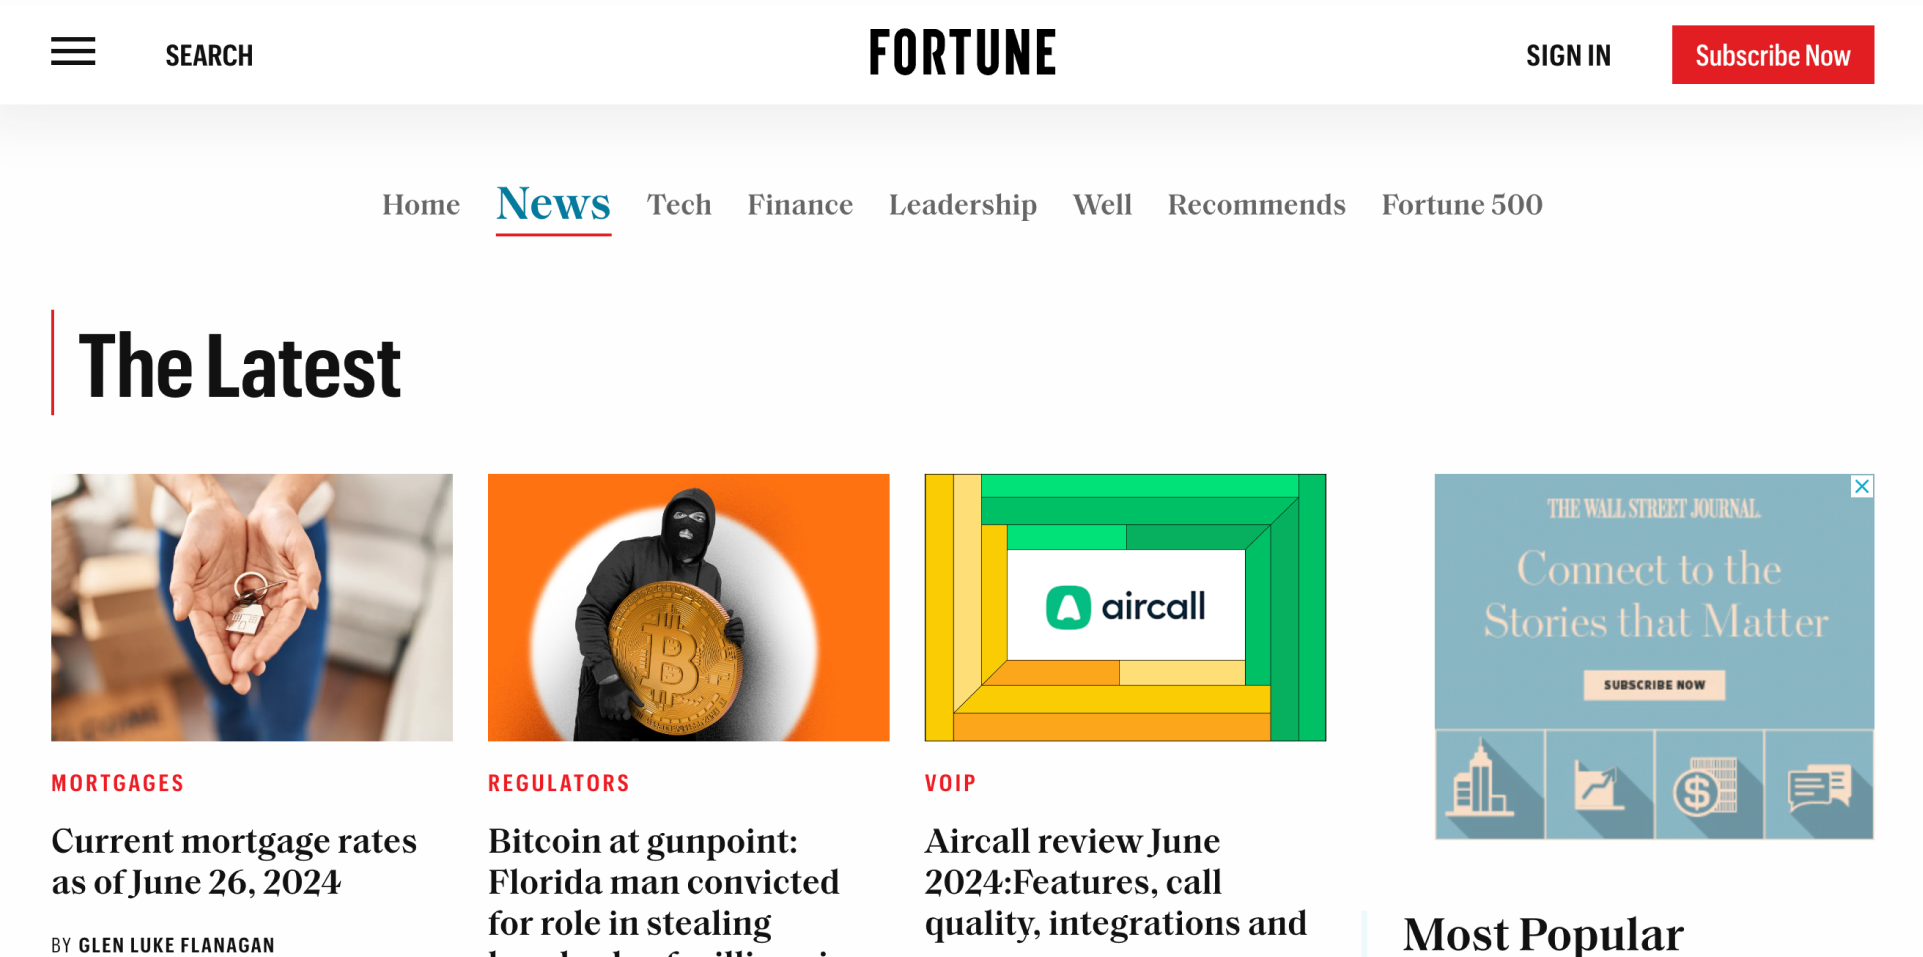 SEARCH
FORTUNE
SIGN IN
Subscribe Now
Home
News
Tech
Finance
Leadership
Well
Recommends
Fortune 500
The Latest
aircall
THE WALL STREET JOURNAL.
Connect to the
Stories that Matter
SUBSCRIBE NOW
MORTGAGES
Current mortgage rates
as of June 26, 2024
BY GLEN LUKE FLANAGAN
REGULATORS
Bitcoin at gunpoint:
Florida man convicted
for role in stealing
VOIP
Aircall review June
2024:Features, call
quality, integrations and
Most Popular